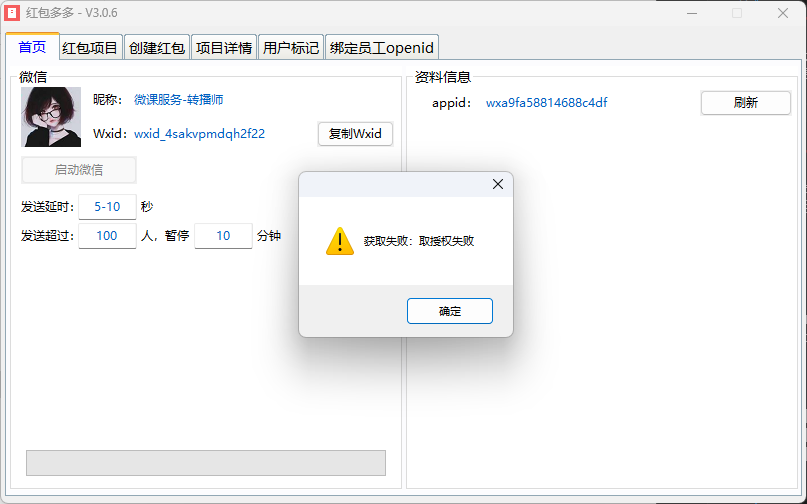 红包多多 - V3.0.6
首页 红包项目 创建红包 项目详情 用户标记 绑定员工openid
微信
昵称： 微课服务-转播师
Wxid： wxid_4sakvpmdqh2f22 复制Wxid
启动微信
发送延时： 5-10 秒
发送超过： 100 人，暂停 10 分钟
资料信息
appid： wxa9fa58814688c4df 刷新
获取失败：取授权失败
确定